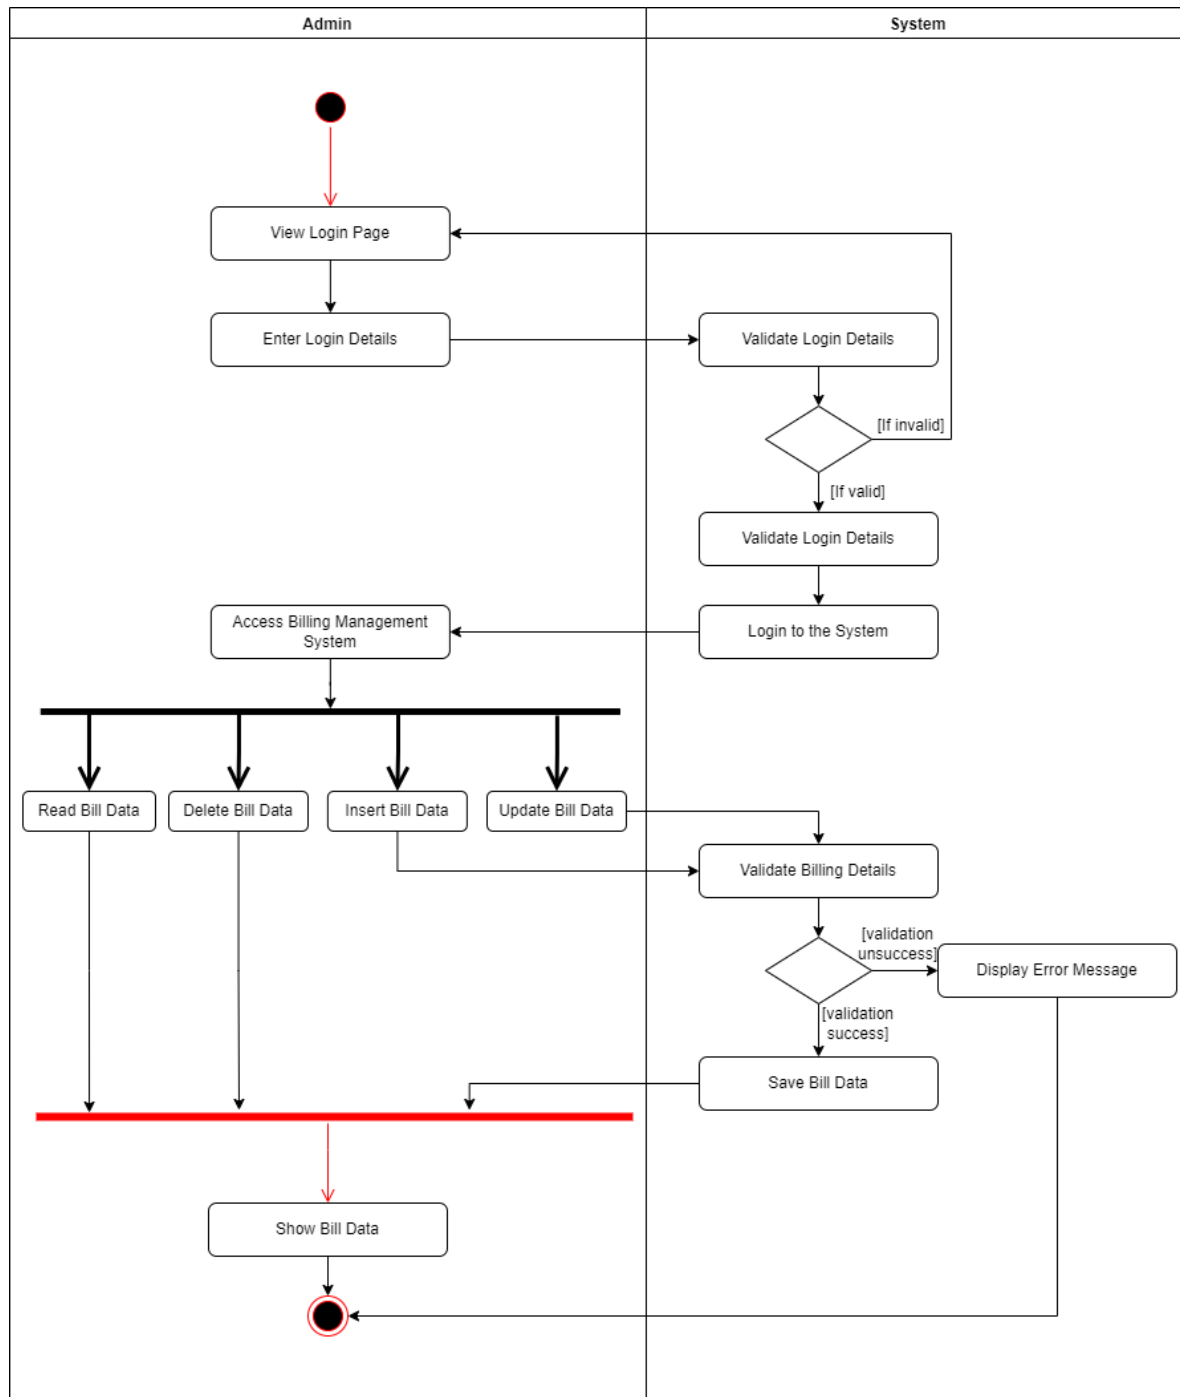 Admin
System
View Login Page
Enter Login Details
Validate Login Details
[If invalid]
[If valid]
Validate Login Details
Access Billing Management
System
Login to the System
Read Bill Data
Delete Bill Data
Insert Bill Data
Update Bill Data
Validate Billing Details
[validation
unsuccess]
Display Error Message
[validation
success]
Save Bill Data
Show Bill Data